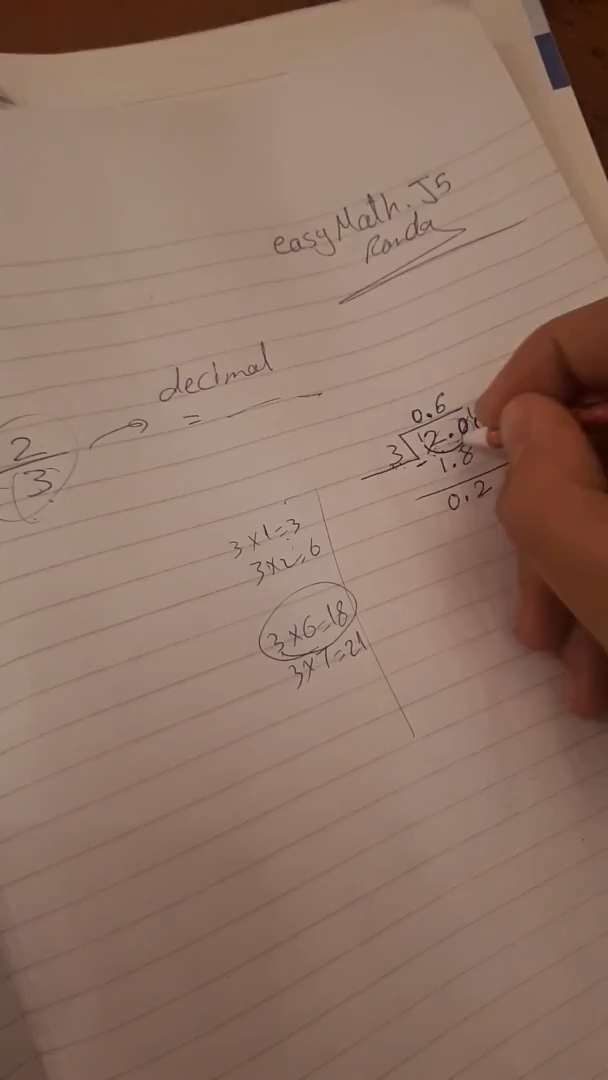 easyMath.J5
Randa
decimal
2
3
= ___
0.6
3 2.0
- 1.8
0.2
3x1=3
3x2=6
3x6=18
3x7=21